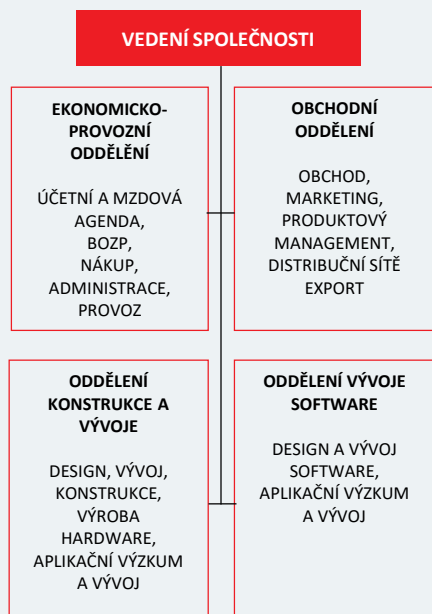 VEDENÍ SPOLEČNOSTI
EKONOMICKO-
PROVOZNÍ
ODDĚLĚNÍ
ÚČETNÍ A MZDOVÁ
AGENDA,
BOZP,
NÁKUP,
ADMINISTRACE,
PROVOZ
OBCHODNÍ
ODDĚLENÍ
OBCHOD,
MARKETING,
PRODUKTOVÝ
MANAGEMENT,
DISTRIBUČNÍ SÍTĚ
EXPORT
ODDĚLENÍ
KONSTRUKCE A
VÝVOJE
DESIGN, VÝVOJ,
KONSTRUKCE,
VÝROBA
HARDWARE,
APLIKAČNÍ VÝZKUM
A VÝVOJ
ODDĚLENÍ VÝVOJE
SOFTWARE
DESIGN A VÝVOJ
SOFTWARE,
APLIKAČNÍ VÝZKUM
A VÝVOJ